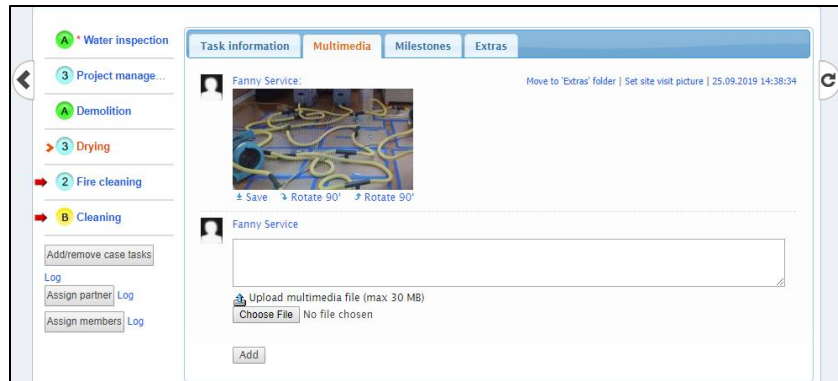 A * Water inspection
3 Project manage...
A Demolition
3 Drying
2 Fire cleaning
B Cleaning
Add/remove case tasks
Log
Assign partner Log
Assign members Log
Task information Multimedia Milestones Extras
Fanny Service:
Move to 'Extras' folder | Set site visit picture | 25.09.2019 14:38:34
Save Rotate 90° Rotate 90°
Fanny Service
Upload multimedia file (max 30 MB)
Choose File No file chosen
Add